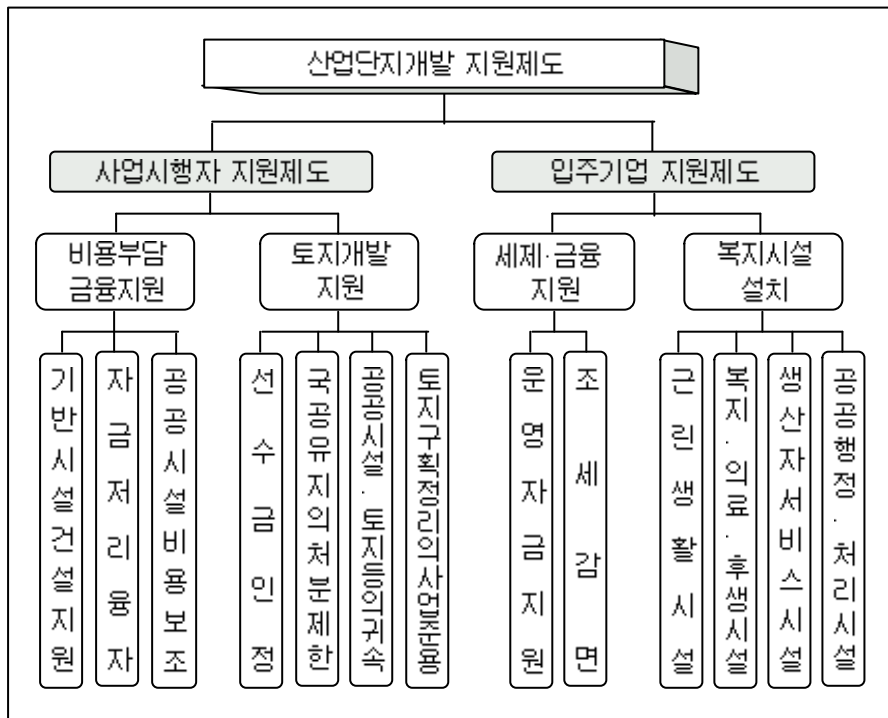 산업단지개발 지원제도
사업시행자 지원제도
입주기업 지원제도
비용부담
금융지원
토지개발
지원
세제·금융
지원
복지시설
설치
기반시설건설지원
자금저리융자
공공시설비용보조
선수금인정
국공유지의처분제한
공공시설·토지등의귀속
토지구획정리의사업준용
운영자금지원
조세감면
근린생활시설
복지·의료·후생시설
생산자서비스시설
공공행정·처리시설